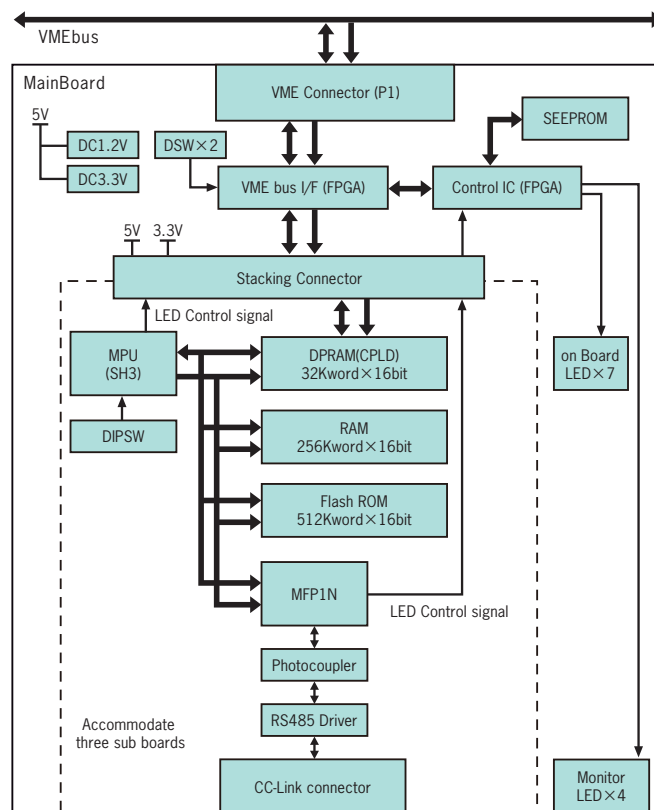 VMEbus
MainBoard
VME Connector (P1)
5V
DC1.2V
DC3.3V
DSW×2
SEEPROM
VME bus I/F (FPGA)
Control IC (FPGA)
5V
3.3V
Stacking Connector
LED Control signal
MPU
(SH3)
DPRAM(CPLD)
32Kword×16bit
on Board
LED×7
DIPSW
RAM
256Kword×16bit
Flash ROM
512Kword×16bit
MFP1N
LED Control signal
Photocoupler
RS485 Driver
Accommodate
three sub boards
CC-Link connector
Monitor
LED×4